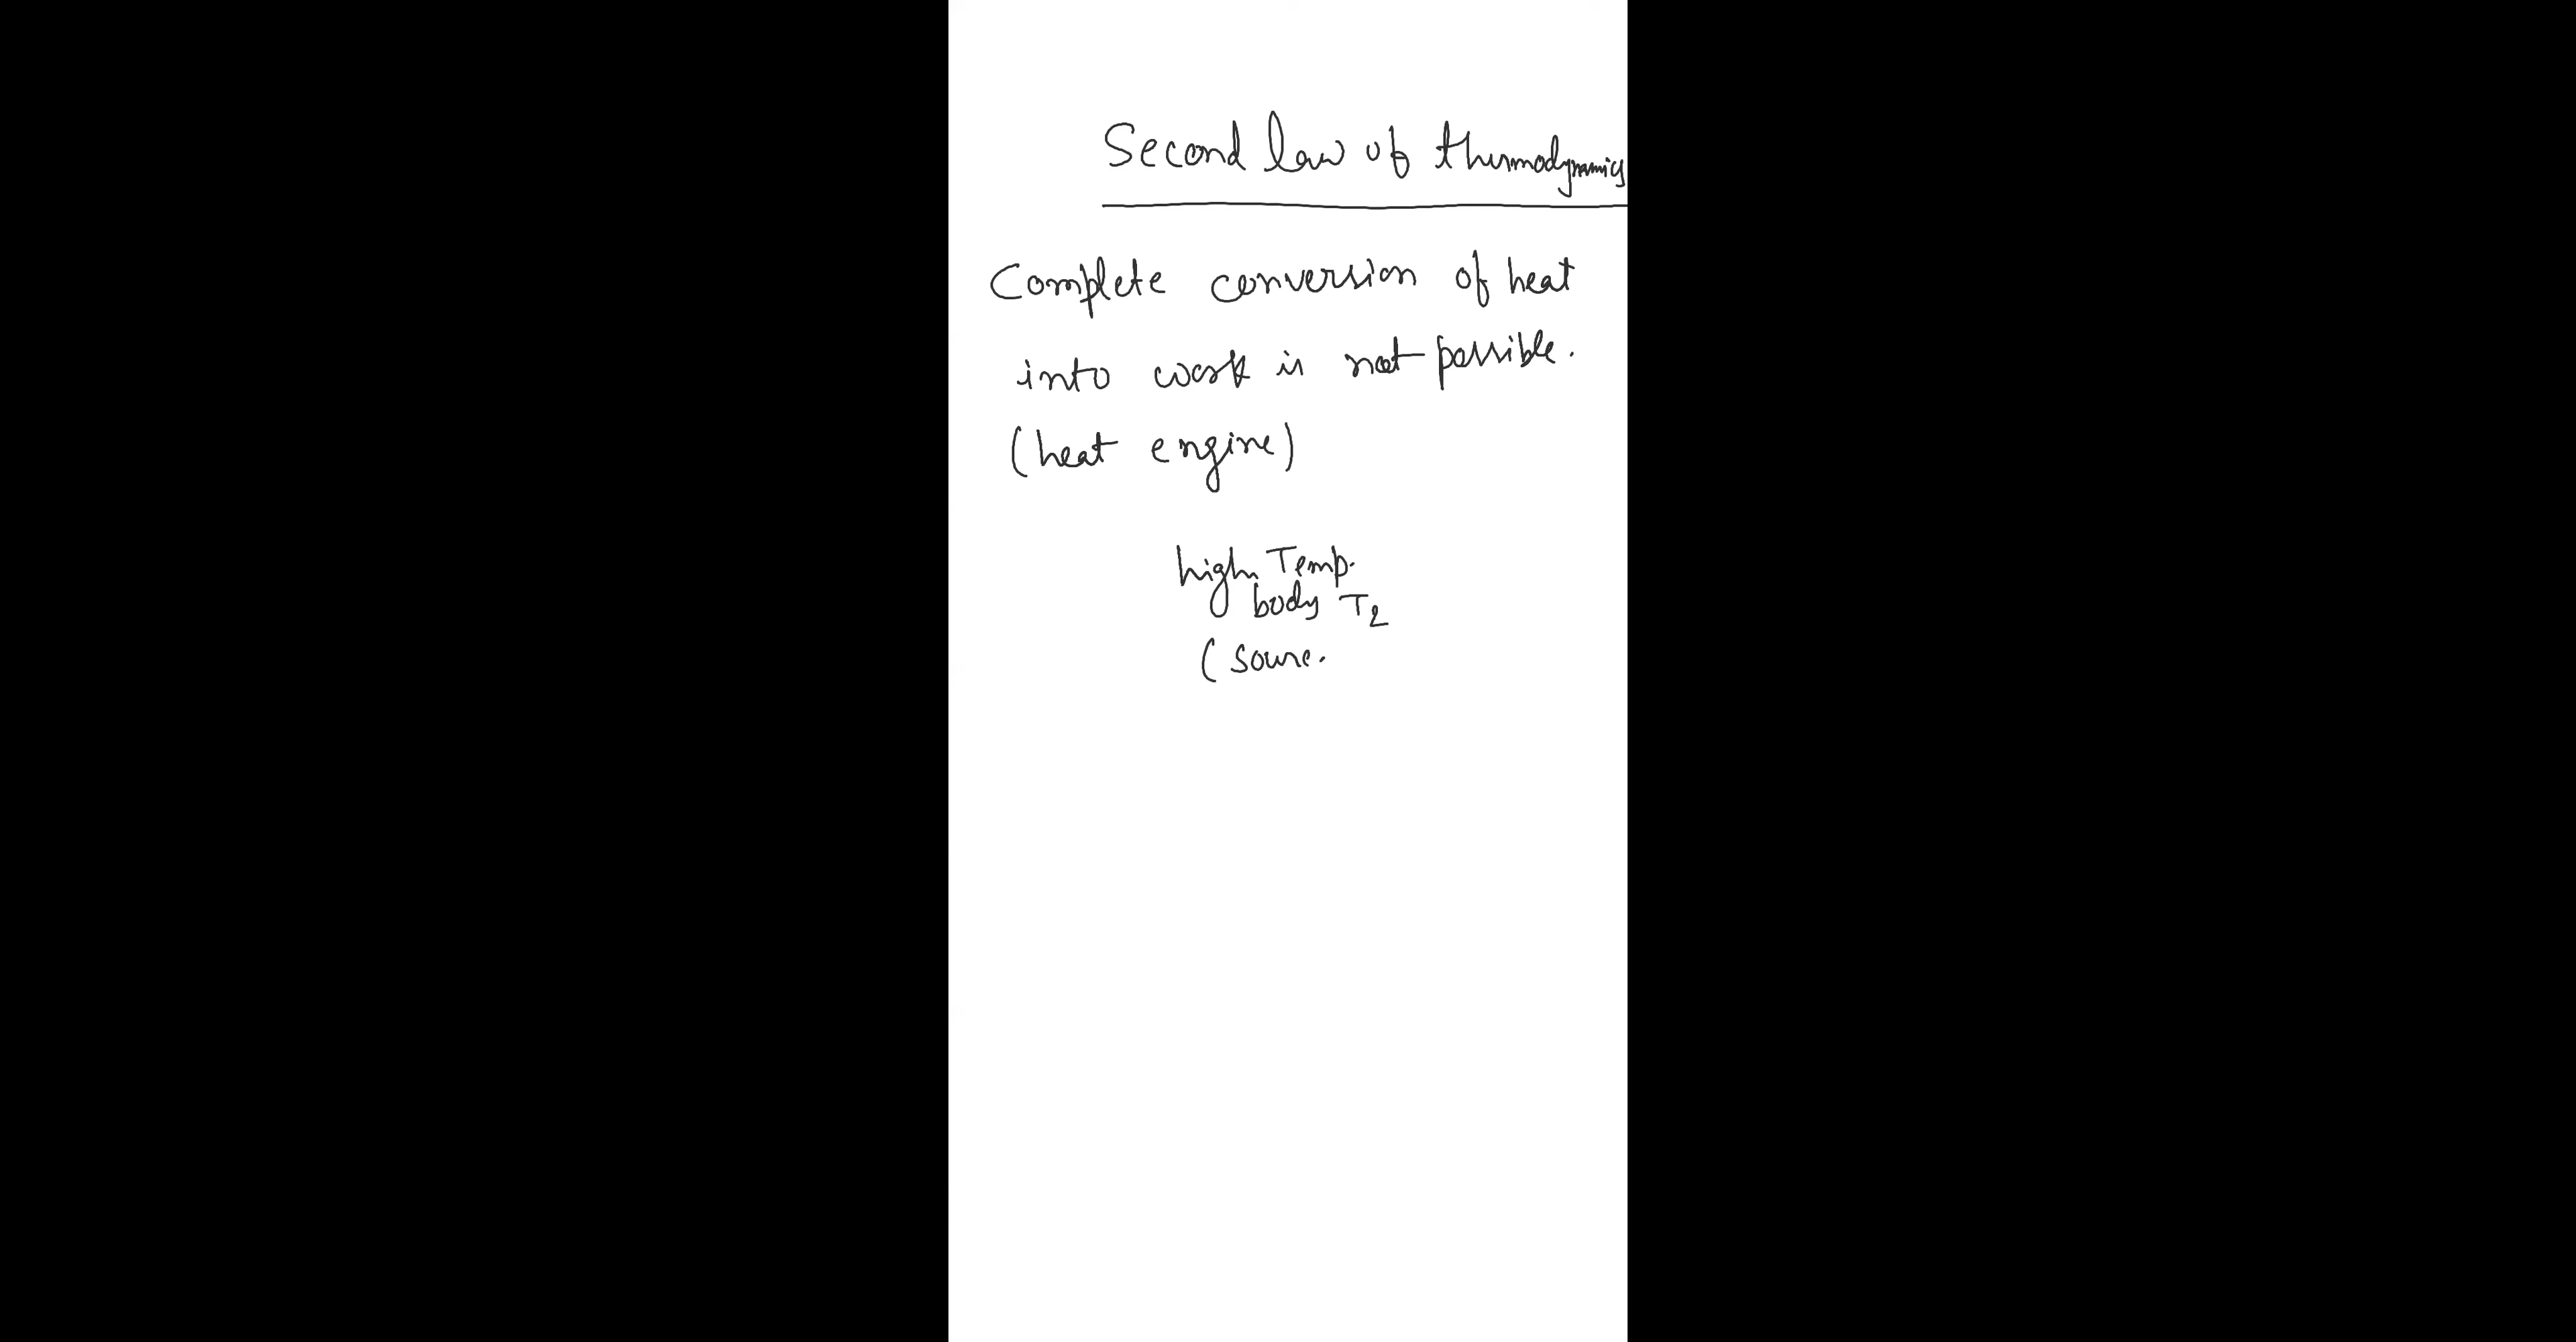 Second law of thermodynamics
Complete conversion of heat
into work is not possible.
(heat engine)
high Temp.
body T2
(source.